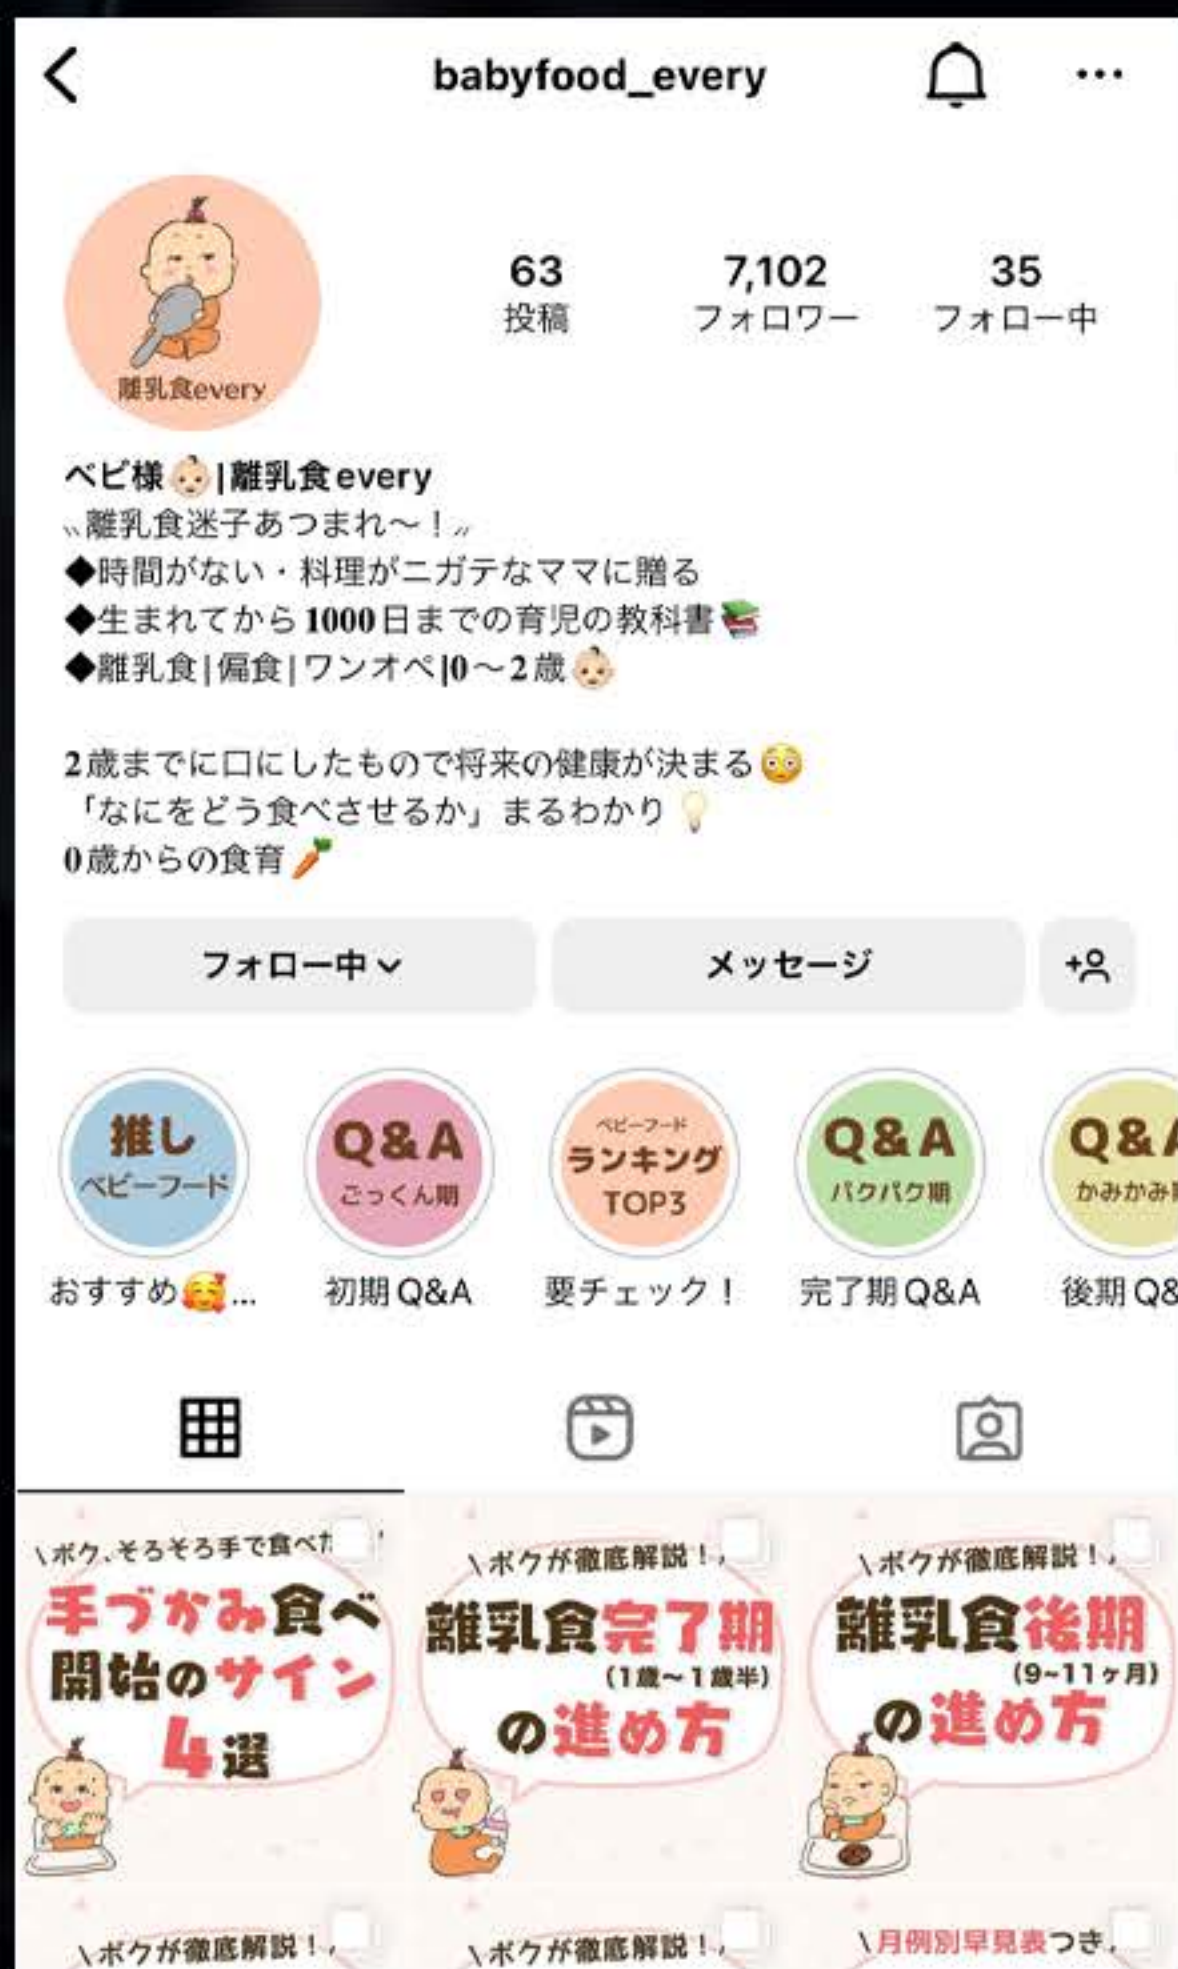 babyfood_every
離乳食every
63
投稿
7,102
フォロワー
35
フォロー中
ベビ様👶🏻|離乳食every
﹆離乳食迷子あつまれ〜！〃
◆時間がない・料理がニガテなママに贈る
◆生まれてから1000日までの育児の教科書📚
◆離乳食|偏食|ワンオペ|0〜2歳👶🏻
2歳までに口にしたもので将来の健康が決まる😳
「なにをどう食べさせるか」まるわかり💡
0歳からの食育🥕
フォロー中
メッセージ
推し
ベビーフード
おすすめ🥰...
Q&A
ごっくん期
初期Q&A
ベビーフード
ランキング
TOP3
要チェック！
Q&A
パクパク期
完了期Q&A
Q&A
かみかみ
後期Q&
\ボク、そろそろ手で食べた
手づかみ食べ
開始のサイン
4選
\ボクが徹底解説！/
離乳食完了期
(1歳〜1歳半)
の進め方
\ボクが徹底解説！/
離乳食後期
(9~11ヶ月)
の進め方
\ボクが徹底解説！/
\ボクが徹底解説！/
\月例別早見表つき/